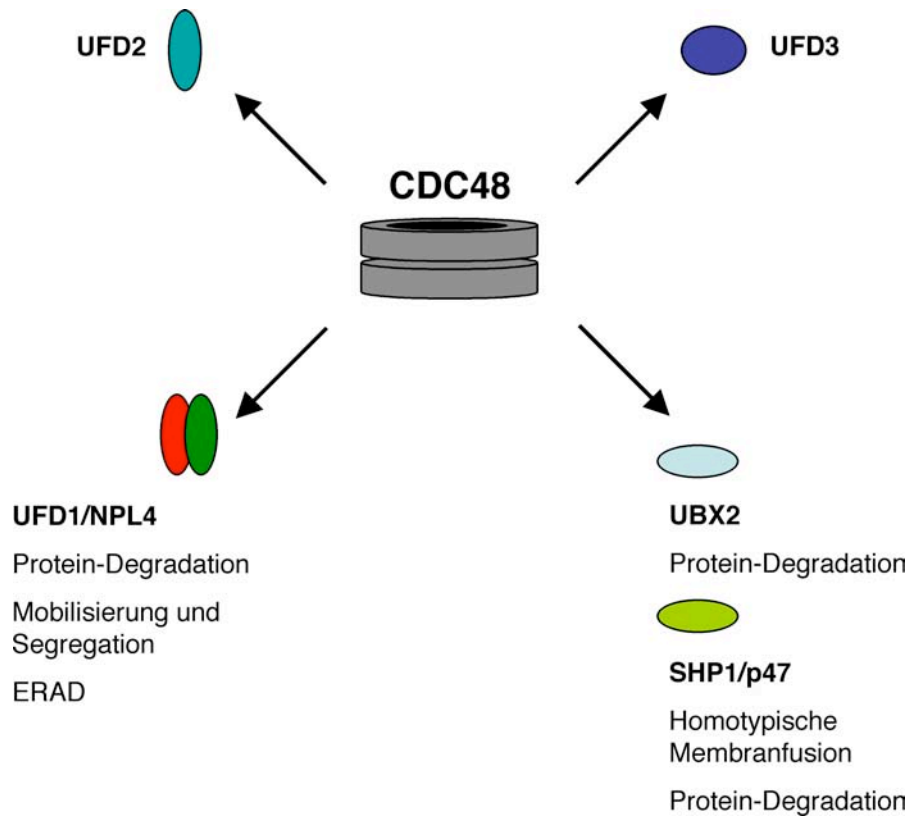 UFD2
UFD3
CDC48
UFD1/NPL4
Protein-Degradation
Mobilisierung und
Segregation
ERAD
UBX2
Protein-Degradation
SHP1/p47
Homotypische
Membranfusion
Protein-Degradation